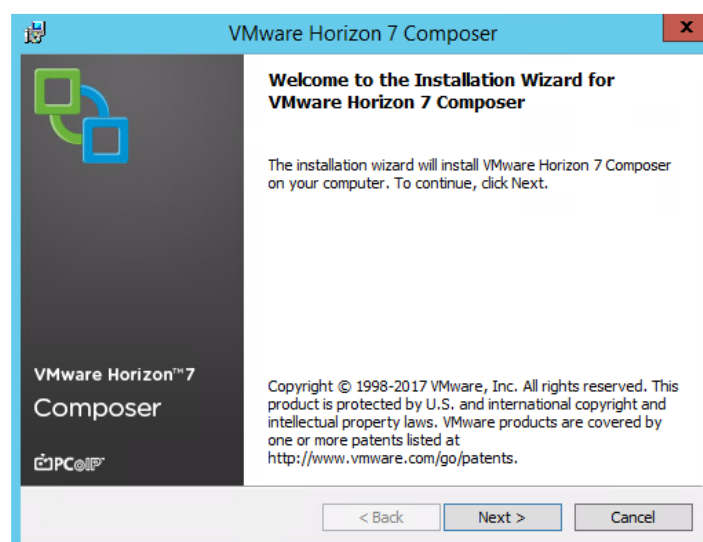 VMware Horizon 7 Composer
x
Welcome to the Installation Wizard for
VMware Horizon 7 Composer
The installation wizard will install VMware Horizon 7 Composer
on your computer. To continue, click Next.
VMware Horizon™ 7
Composer
PCoIP
Copyright © 1998-2017 VMware, Inc. All rights reserved. This
product is protected by U.S. and international copyright and
intellectual property laws. VMware products are covered by
one or more patents listed at
http://www.vmware.com/go/patents.
< Back
Next >
Cancel